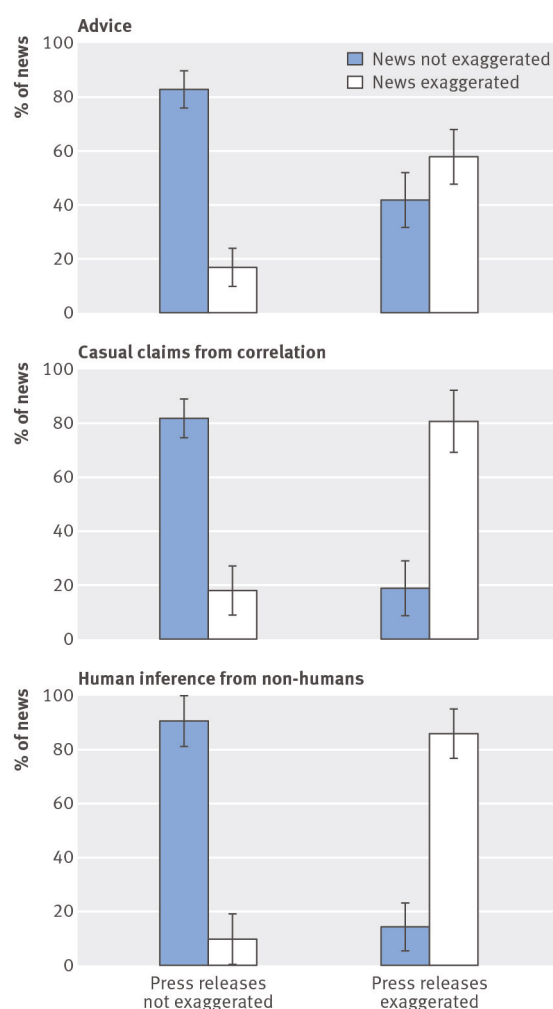 Advice
% of news
100
80
60
40
20
0
News not exaggerated
News exaggerated
Casual claims from correlation
% of news
100
80
60
40
20
0
Human inference from non-humans
% of news
100
80
60
40
20
0
Press releases
not exaggerated
Press releases
exaggerated